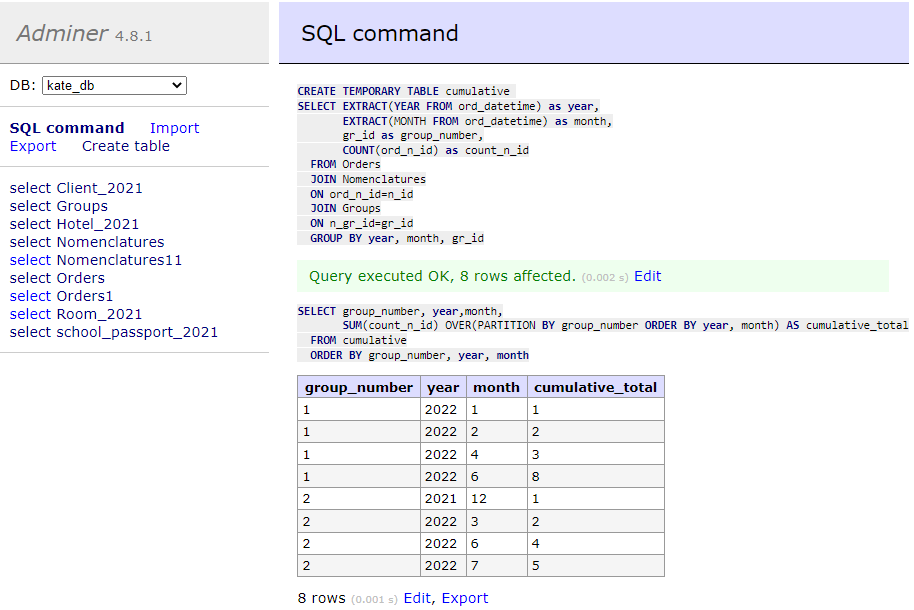 Adminer 4.8.1
DB: kate_db
SQL command Import
Export Create table
select Client_2021
select Groups
select Hotel_2021
select Nomenclatures
select Nomenclatures11
select Orders
select Orders1
select Room_2021
select school_passport_2021
SQL command
CREATE TEMPORARY TABLE cumulative
SELECT EXTRACT(YEAR FROM ord_datetime) as year,
EXTRACT(MONTH FROM ord_datetime) as month,
gr_id as group_number,
COUNT(ord_n_id) as count_n_id
FROM Orders
JOIN Nomenclatures
ON ord_n_id=n_id
JOIN Groups
ON n_gr_id=gr_id
GROUP BY year, month, gr_id
Query executed OK, 8 rows affected. (0.002 s) Edit
SELECT group_number, year,month,
SUM(count_n_id) OVER(PARTITION BY group_number ORDER BY year, month) AS cumulative_total
FROM cumulative
ORDER BY group_number, year, month
group_number year month cumulative_total
1 2022 1 1
1 2022 2 2
1 2022 4 3
1 2022 6 8
2 2021 12 1
2 2022 3 2
2 2022 6 4
2 2022 7 5
8 rows (0.001 s) Edit, Export